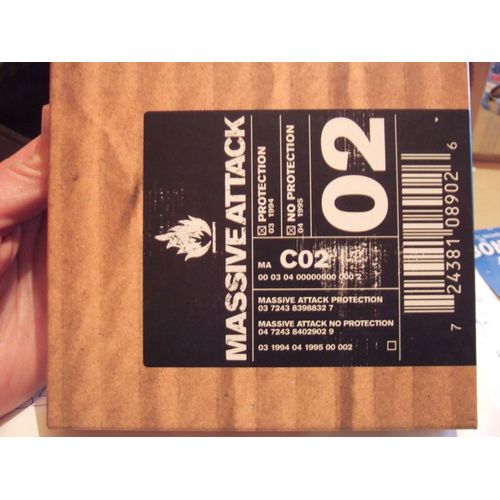 MASSIVE ATTACK
PROTECTION
03 1994
NO PROTECTION
04 1995
02
MA C02
00 03 04 00000000 000 2
MASSIVE ATTACK PROTECTION
03 7243 8398832 7
MASSIVE ATTACK NO PROTECTION
04 7243 8402902 9
03 1994 04 1995 00 002
7 24381 08902 6